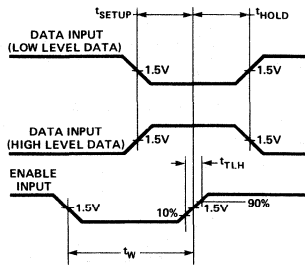 tSETUP tHOLD
DATA INPUT
(LOW LEVEL DATA)
1.5V 1.5V
DATA INPUT
(HIGH LEVEL DATA)
1.5V 1.5V
tTLH
ENABLE
INPUT
1.5V 10% 1.5V 90%
tW